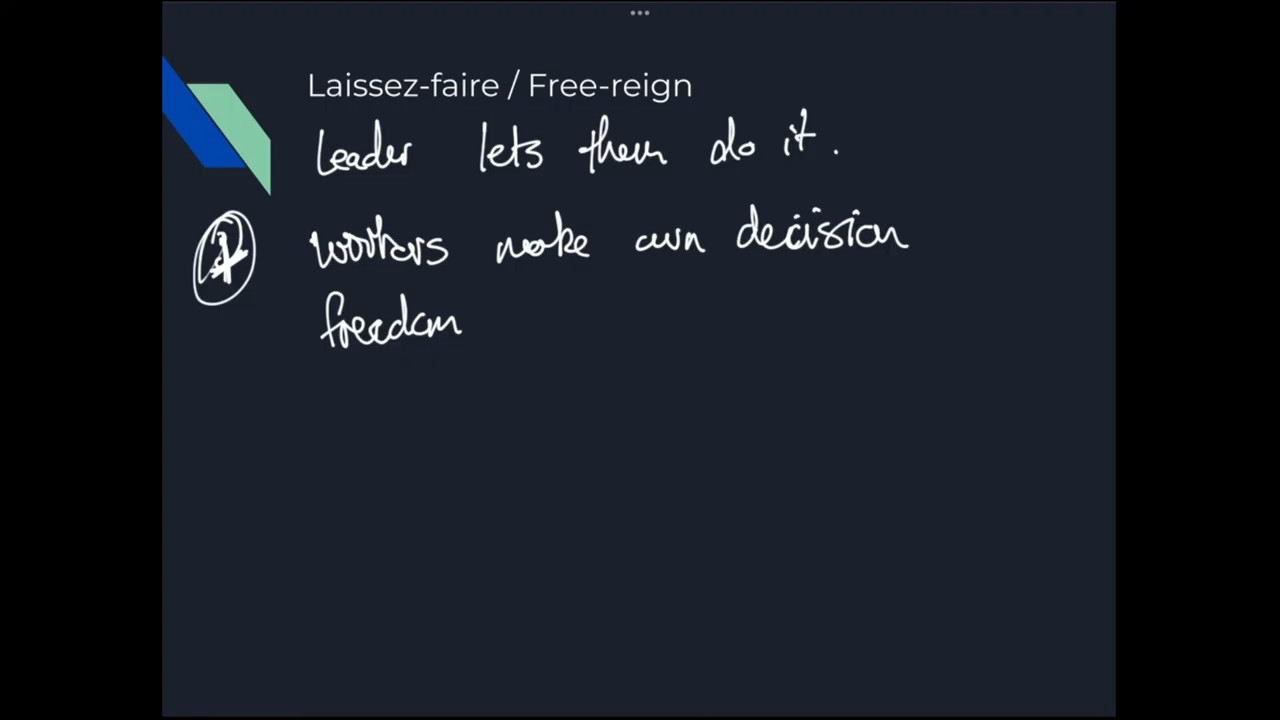 Laissez-faire / Free-reign
Leader lets them do it.
workers make own decision
freedom